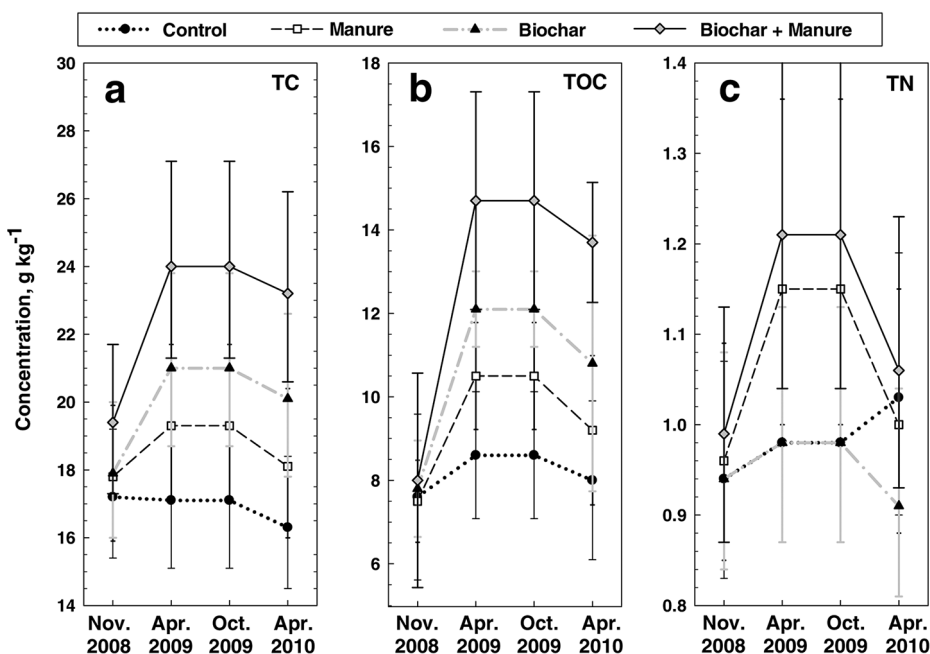 Control Manure Biochar Biochar + Manure
Concentration, g kg-1
a TC
30
28
26
24
22
20
18
16
14
Nov. Apr. Oct. Apr.
2008 2009 2009 2010
b TOC
18
16
14
12
10
8
6
Nov. Apr. Oct. Apr.
2008 2009 2009 2010
c TN
1.4
1.3
1.2
1.1
1.0
0.9
0.8
Nov. Apr. Oct. Apr.
2008 2009 2009 2010